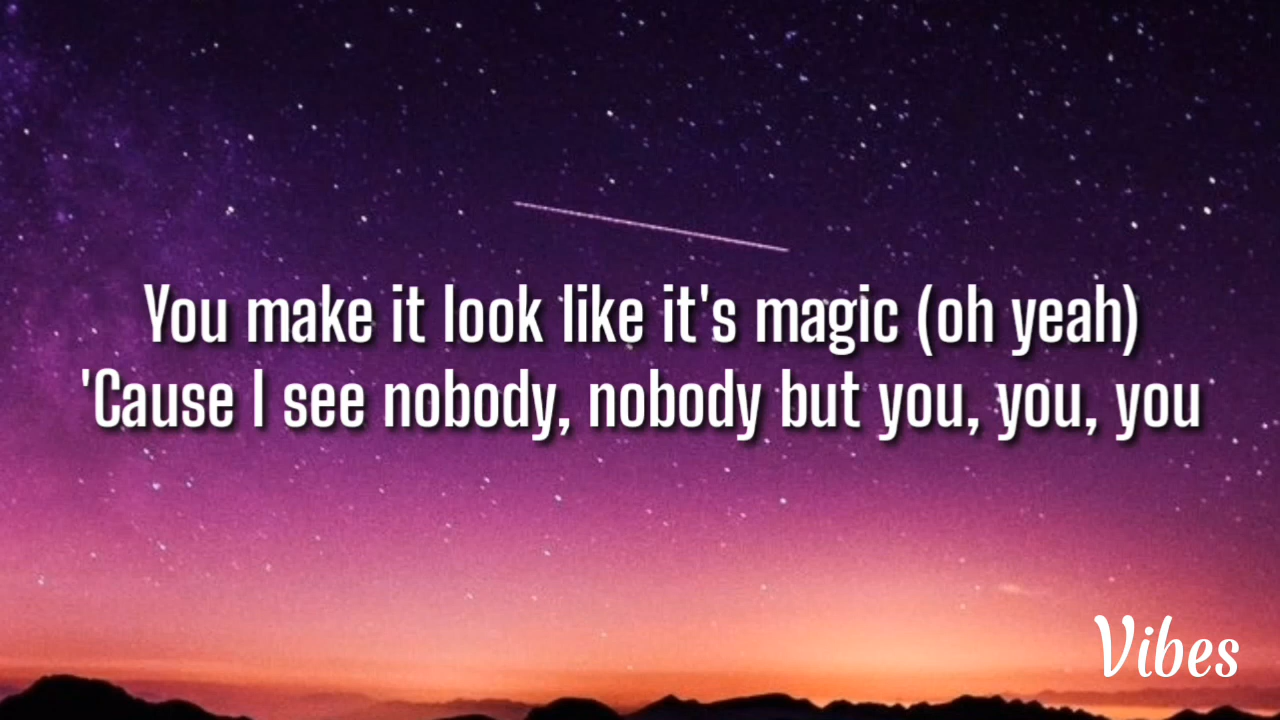 You make it look like it's magic (oh yeah)
'Cause I see nobody, nobody but you, you, you
Vibes